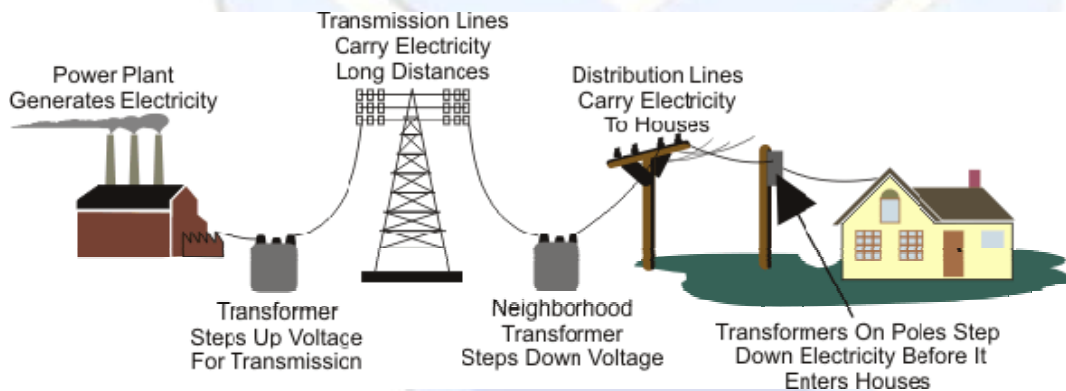 Power Plant
Generates Electricity
Transmission Lines
Carry Electricity
Long Distances
Distribution Lines
Carry Electricity
To Houses
Transformer
Steps Up Voltage
For Transmission
Neighborhood
Transformer
Steps Down Voltage
Transformers On Poles Step
Down Electricity Before It
Enters Houses